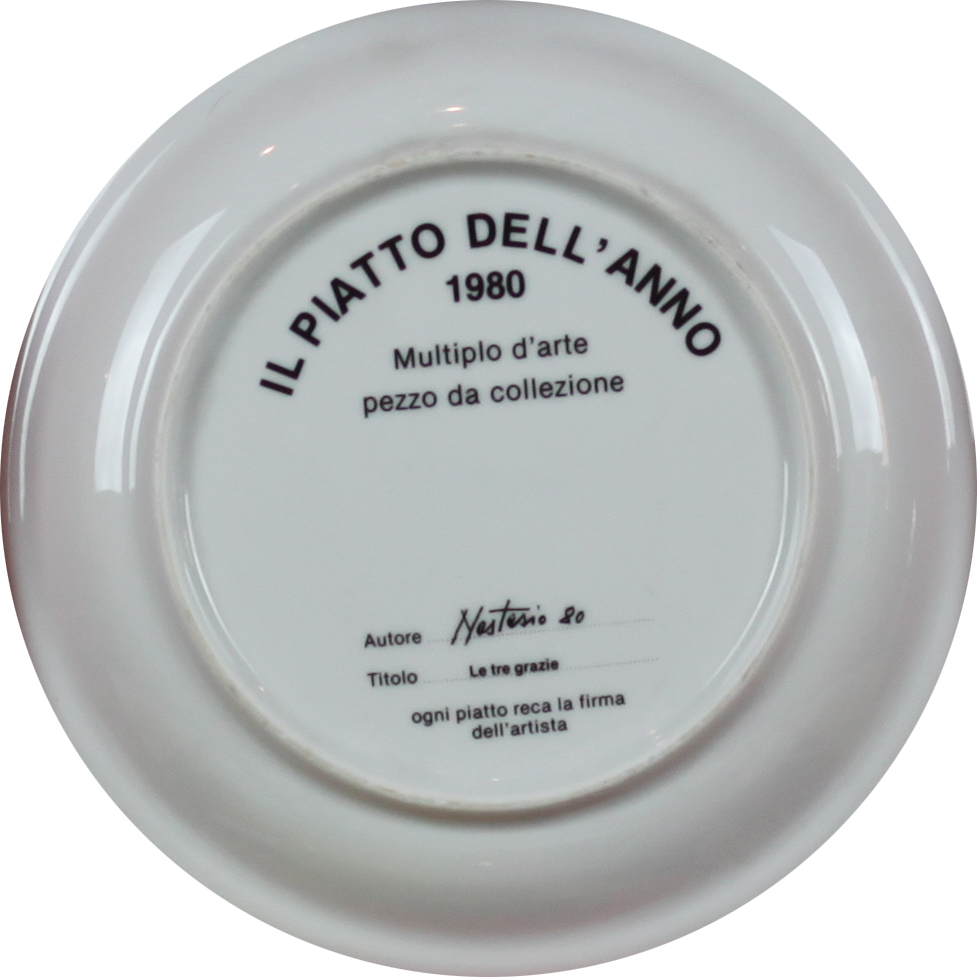 IL PIATTO DELL'ANNO
1980
Multiplo d'arte
pezzo da collezione
Autore Nastasio 80
Titolo Le tre grazie
ogni piatto reca la firma
dell'artista